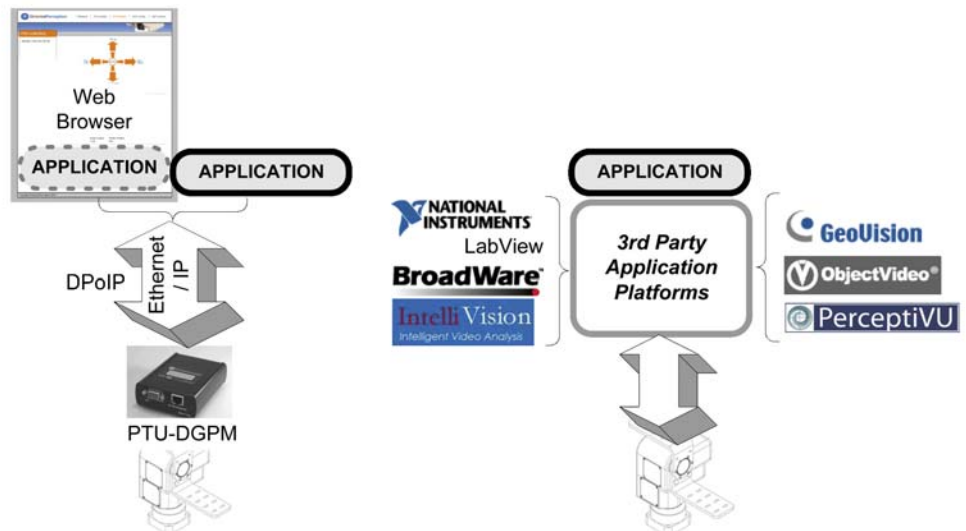 Web
Browser
APPLICATION
APPLICATION
DPoIP
Ethernet
/ IP
PTU-DGPM
APPLICATION
NATIONAL
INSTRUMENTS
LabView
BroadWare
IntelliVision
Intelligent Video Analysis
3rd Party
Application
Platforms
GeoVision
ObjectVideo®
PerceptiVU